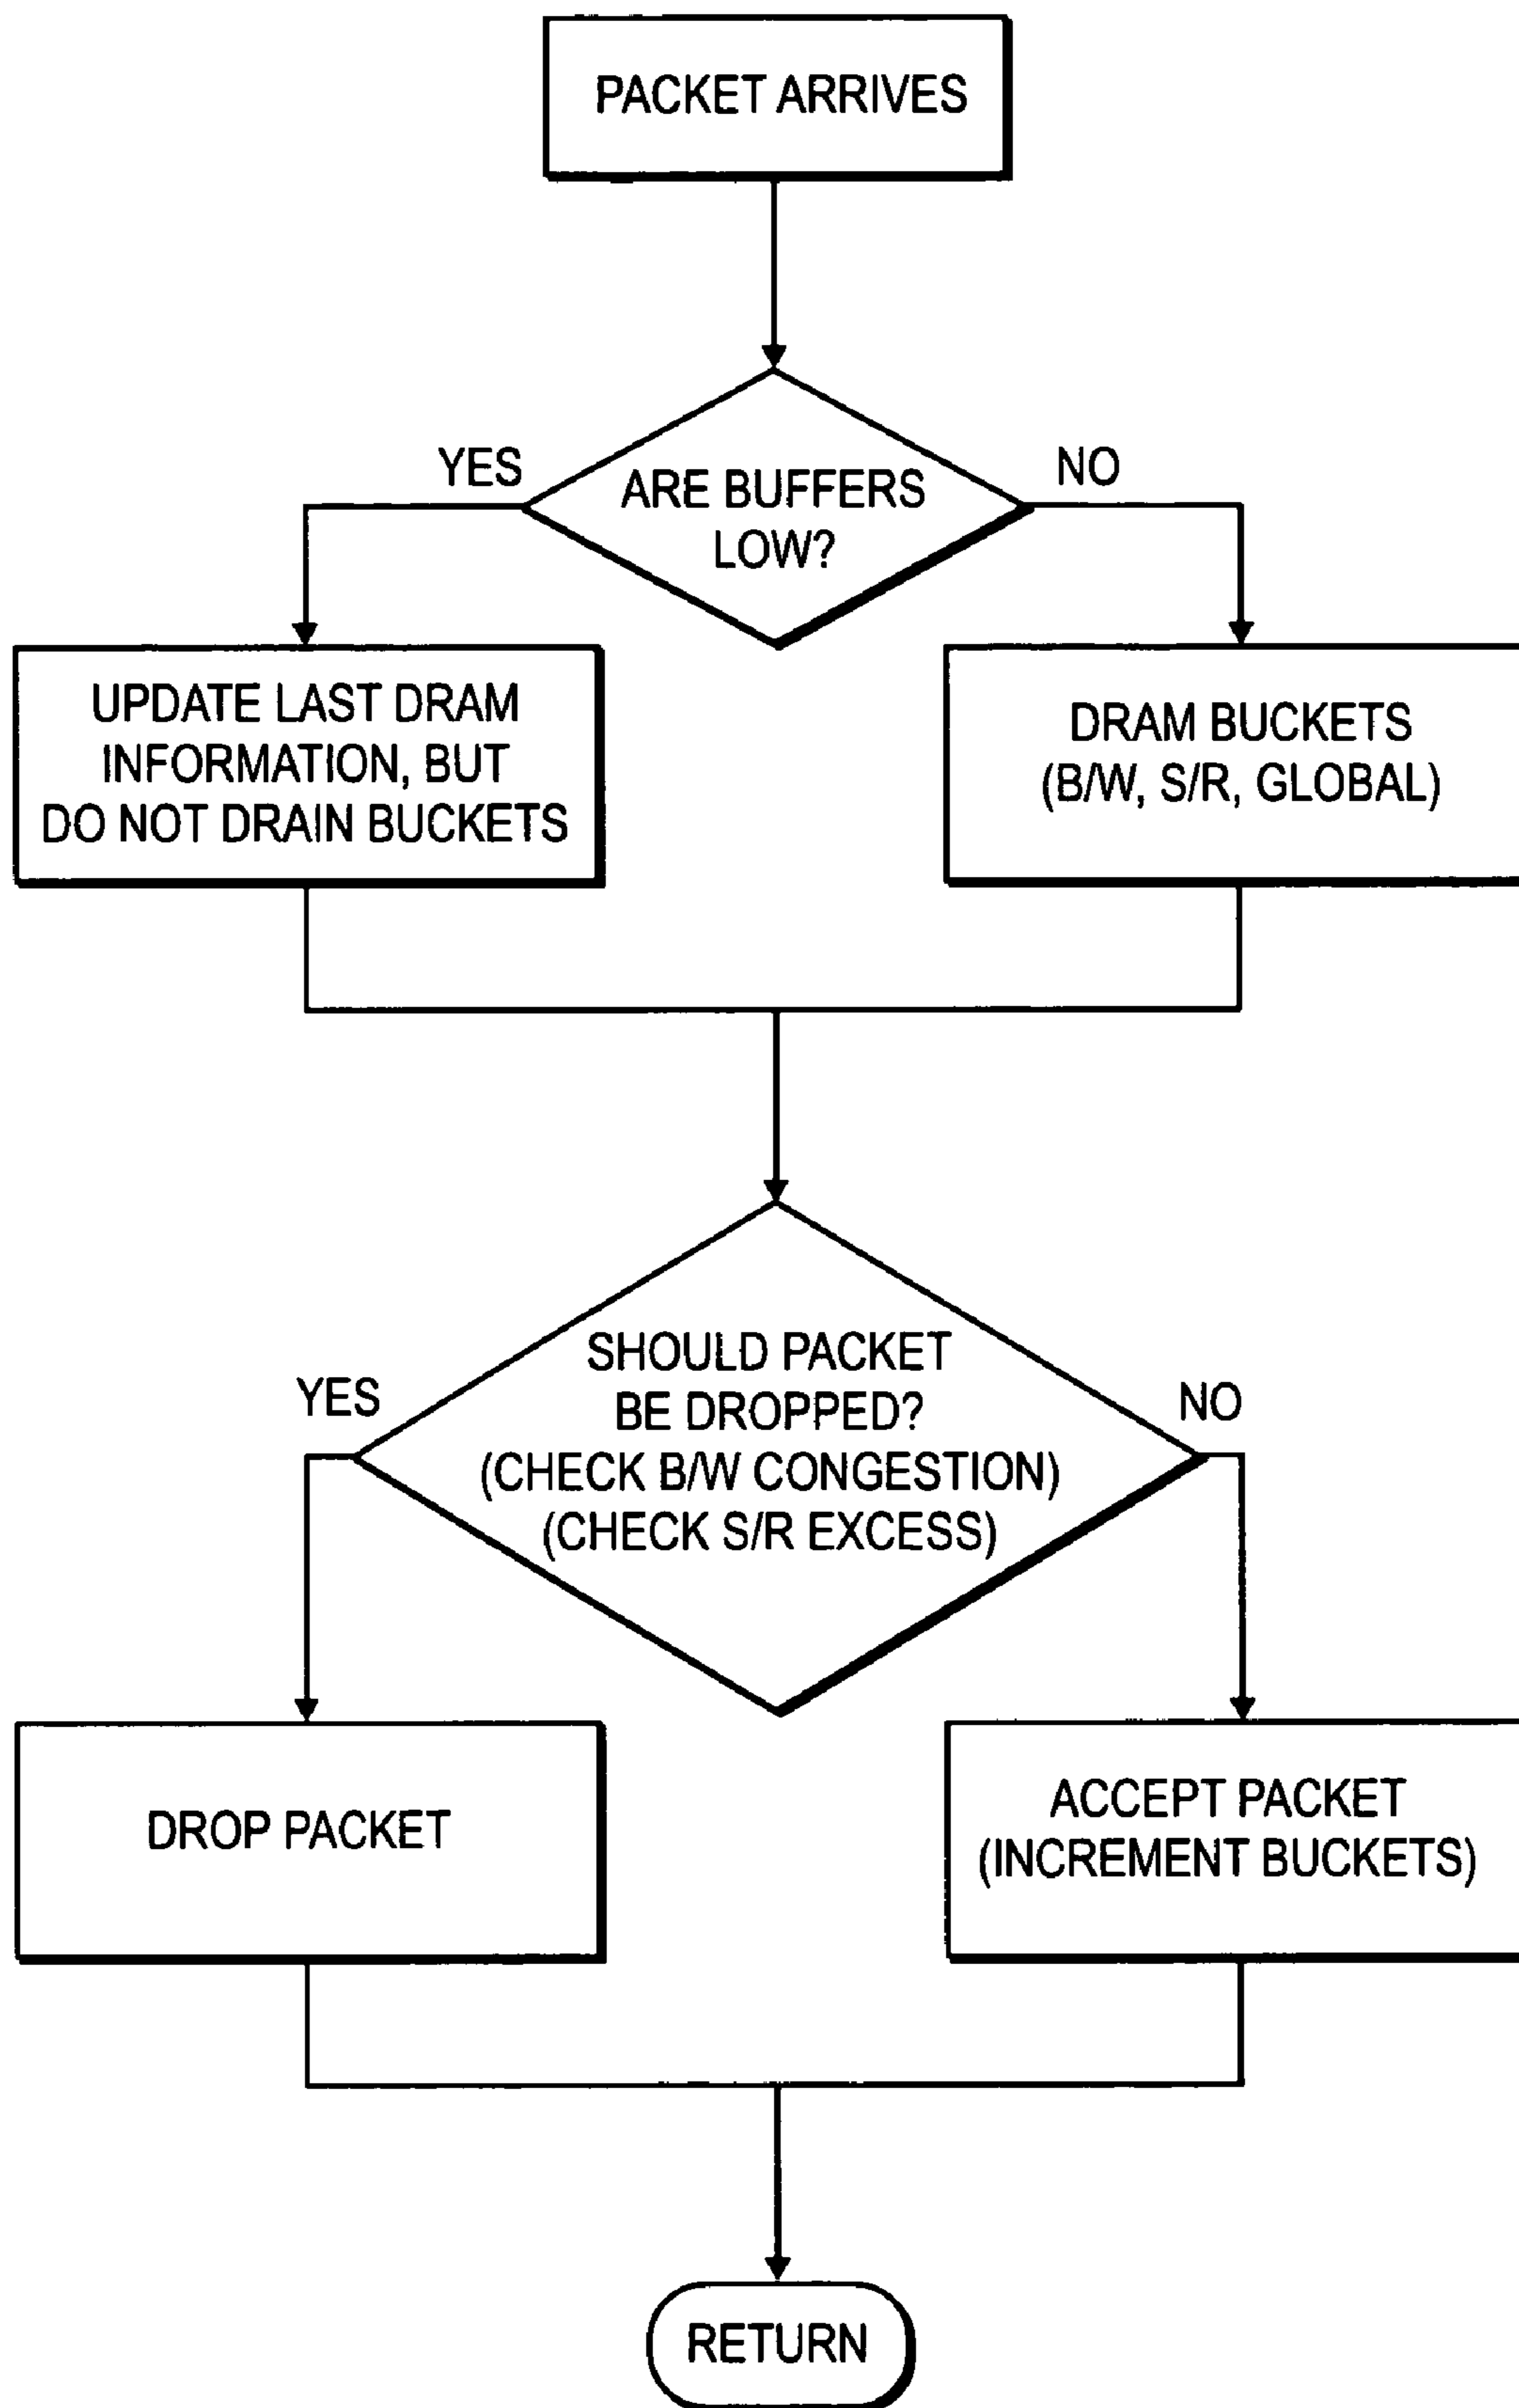 PACKET ARRIVES
YES
ARE BUFFERS
LOW?
NO
UPDATE LAST DRAM
INFORMATION, BUT
DO NOT DRAIN BUCKETS
DRAM BUCKETS
(B/W, S/R, GLOBAL)
SHOULD PACKET
BE DROPPED?
(CHECK B/W CONGESTION)
(CHECK S/R EXCESS)
YES
NO
DROP PACKET
ACCEPT PACKET
(INCREMENT BUCKETS)
RETURN